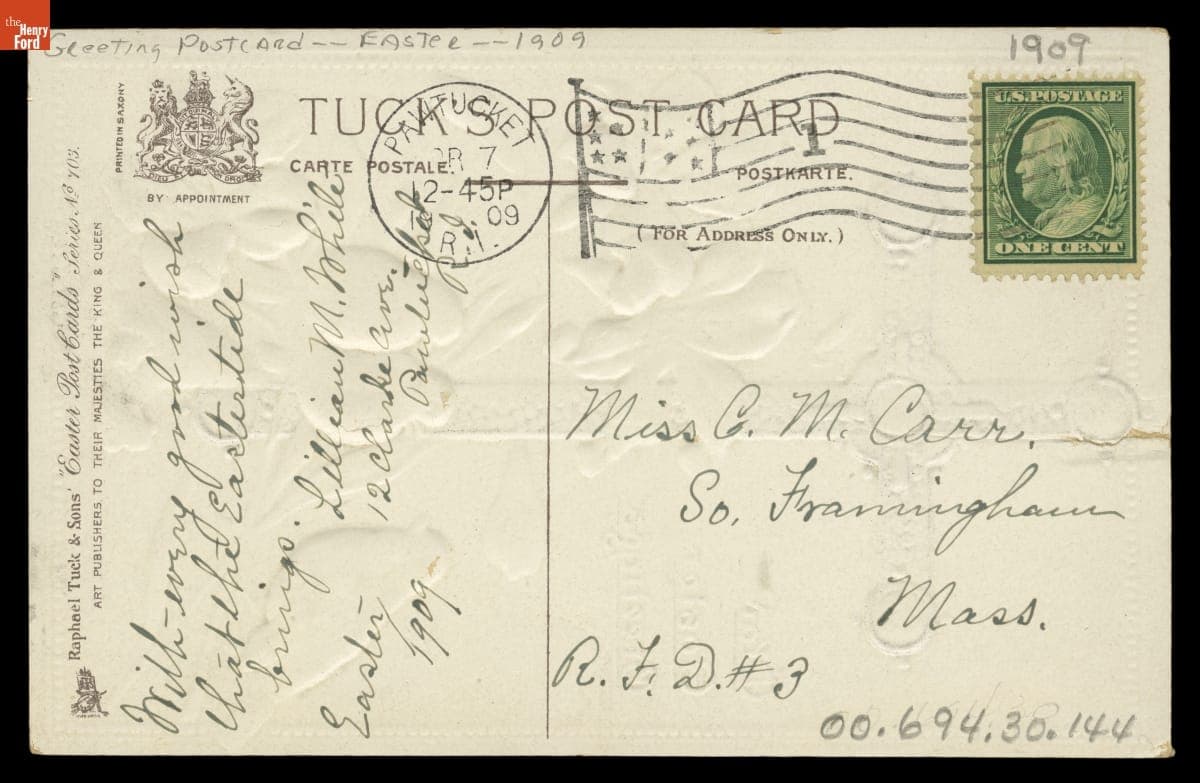 the
Henry
Ford
Greeting Postcard -- Easter -- 1909
1909
TUCK'S POST CARD
CARTE POSTALE.
POSTKARTE.
(FOR ADDRESS ONLY.)
PAWTUCKET
PR 7
12-45P
09
R.I.
1
U.S. POSTAGE
ONE CENT
PRINTED IN SAXONY
BY APPOINTMENT
Raphael Tuck & Sons' "Easter Post Cards" Series No 703.
ART PUBLISHERS TO THEIR MAJESTIES THE KING & QUEEN
With every good wish
that the Eastertide
brings.
Lillian M. White
12 Clarke Ave.
Pawtucket
R.I.
Easter
1909
Miss C. M. Carr.
So. Framingham
Mass.
R. F. D. # 3
00.694.30.144